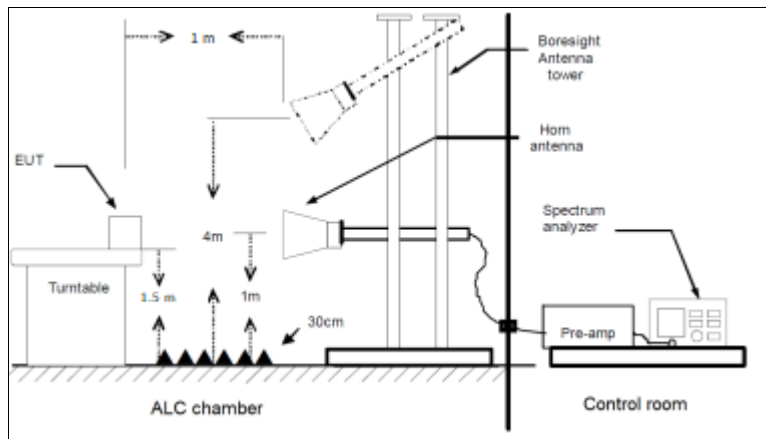 1 m
Boresight
Antenna
tower
Horn
antenna
EUT
Spectrum
analyzer
4m
Turntable
1.5 m
1m
30cm
Pre-amp
ALC chamber
Control room